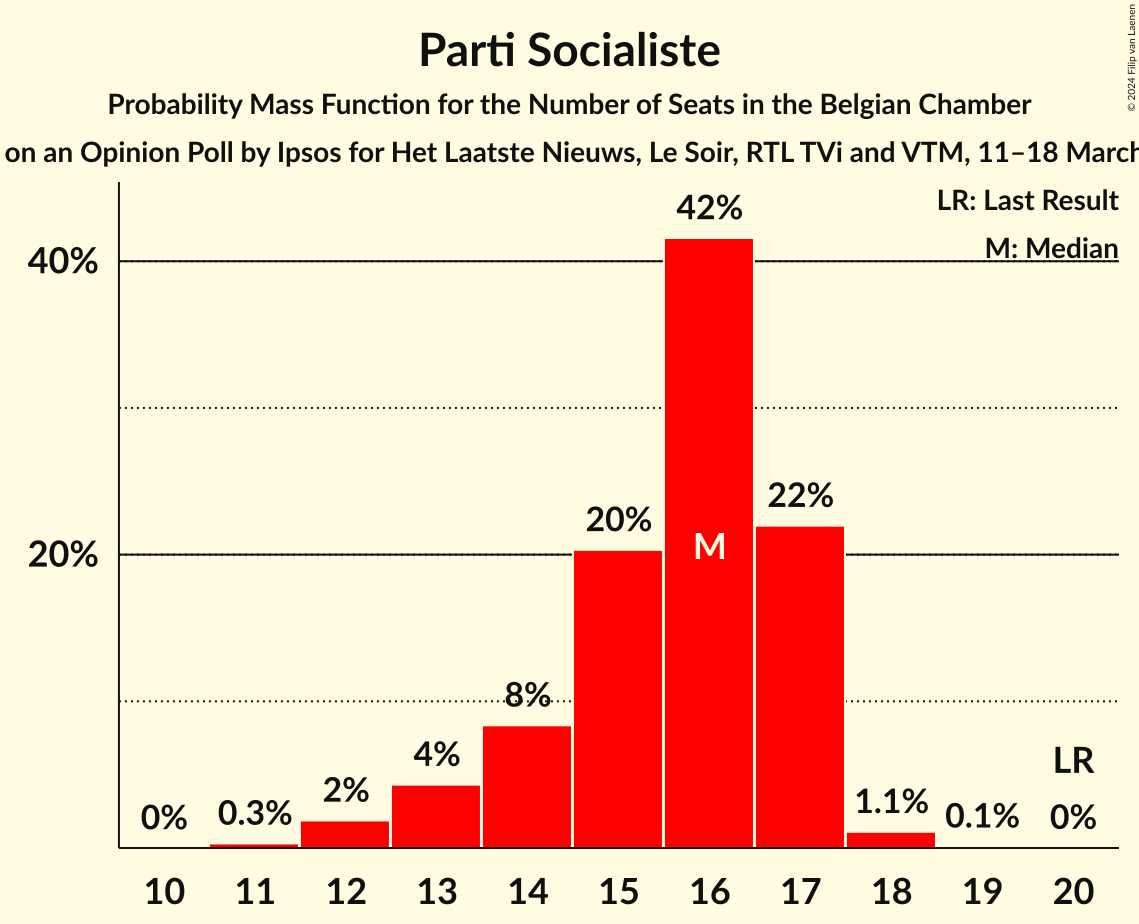 © 2024 Filip van Laenen
Parti Socialiste
Probability Mass Function for the Number of Seats in the Belgian Chamber
on an Opinion Poll by Ipsos for Het Laatste Nieuws, Le Soir, RTL TVi and VTM, 11–18 March
LR: Last Result
M: Median
40%
20%
0%
0.3%
2%
4%
8%
20%
42%
M
22%
1.1%
0.1%
LR
0%
10 11 12 13 14 15 16 17 18 19 20